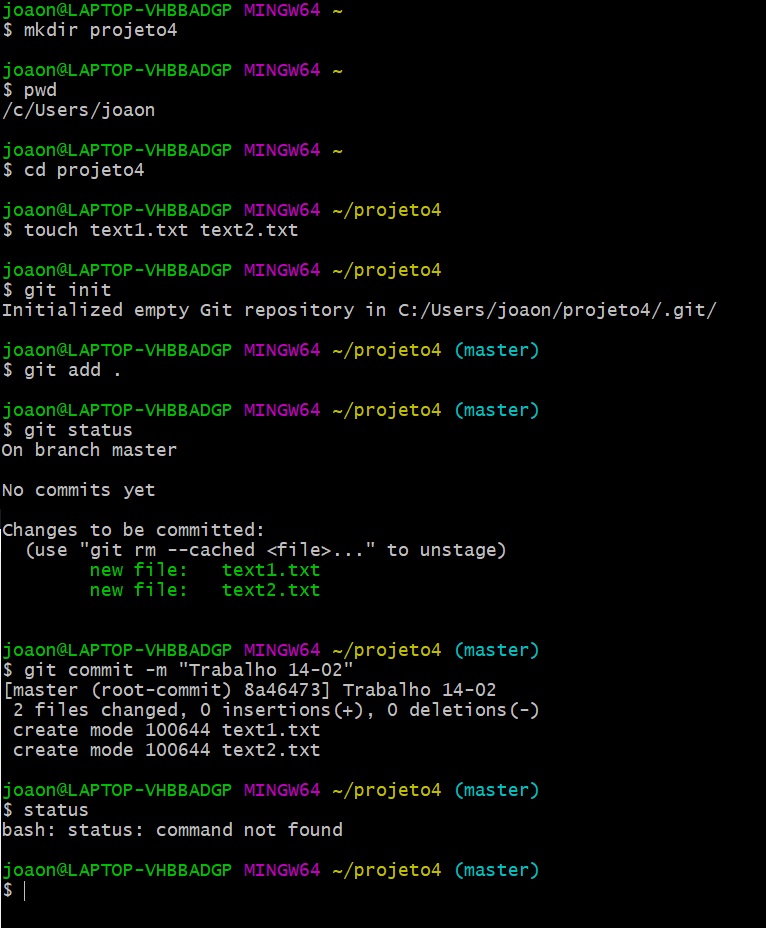 joaon@LAPTOP-VHBBADGP MINGW64 ~
$ mkdir projeto4
joaon@LAPTOP-VHBBADGP MINGW64 ~
$ pwd
/c/Users/joaon
joaon@LAPTOP-VHBBADGP MINGW64 ~
$ cd projeto4
joaon@LAPTOP-VHBBADGP MINGW64 ~/projeto4
$ touch text1.txt text2.txt
joaon@LAPTOP-VHBBADGP MINGW64 ~/projeto4
$ git init
Initialized empty Git repository in C:/Users/joaon/projeto4/.git/
joaon@LAPTOP-VHBBADGP MINGW64 ~/projeto4 (master)
$ git add .
joaon@LAPTOP-VHBBADGP MINGW64 ~/projeto4 (master)
$ git status
On branch master
No commits yet
Changes to be committed:
  (use "git rm --cached <file>..." to unstage)
        new file:   text1.txt
        new file:   text2.txt
joaon@LAPTOP-VHBBADGP MINGW64 ~/projeto4 (master)
$ git commit -m "Trabalho 14-02"
[master (root-commit) 8a46473] Trabalho 14-02
 2 files changed, 0 insertions(+), 0 deletions(-)
 create mode 100644 text1.txt
 create mode 100644 text2.txt
joaon@LAPTOP-VHBBADGP MINGW64 ~/projeto4 (master)
$ status
bash: status: command not found
joaon@LAPTOP-VHBBADGP MINGW64 ~/projeto4 (master)
$